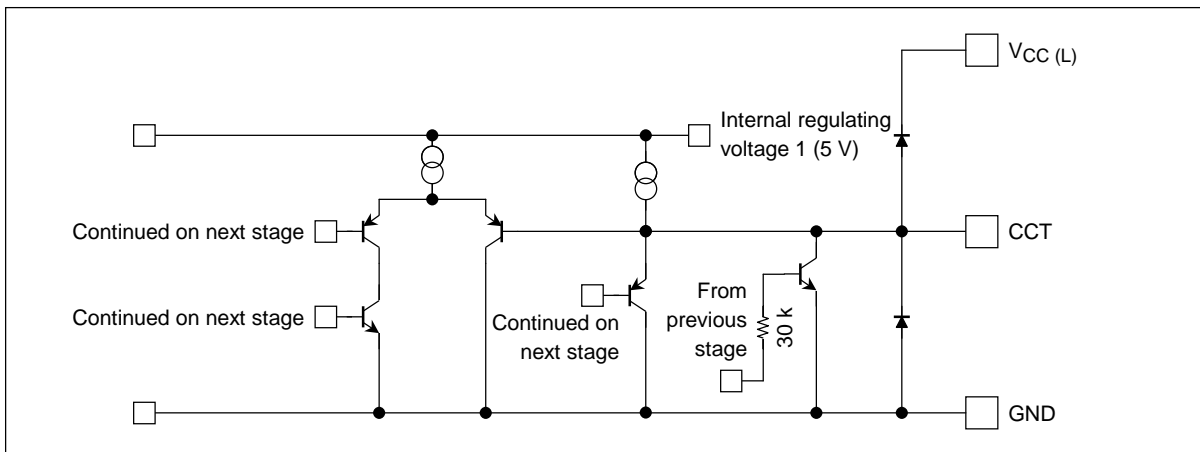 VCC (L)
Internal regulating
voltage 1 (5 V)
Continued on next stage
CCT
Continued on next stage
Continued on
next stage
From
previous
stage
30 k
GND